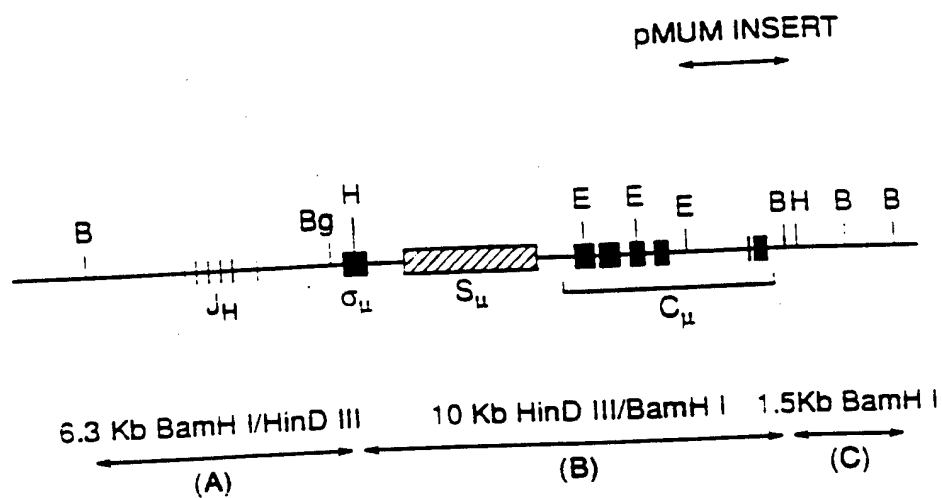 pMUM INSERT
B Bg H E E E B H B B
J_H σ_μ S_μ C_μ
6.3 Kb BamH I/HinD III 10 Kb HinD III/BamH I 1.5Kb BamH I
(A) (B) (C)